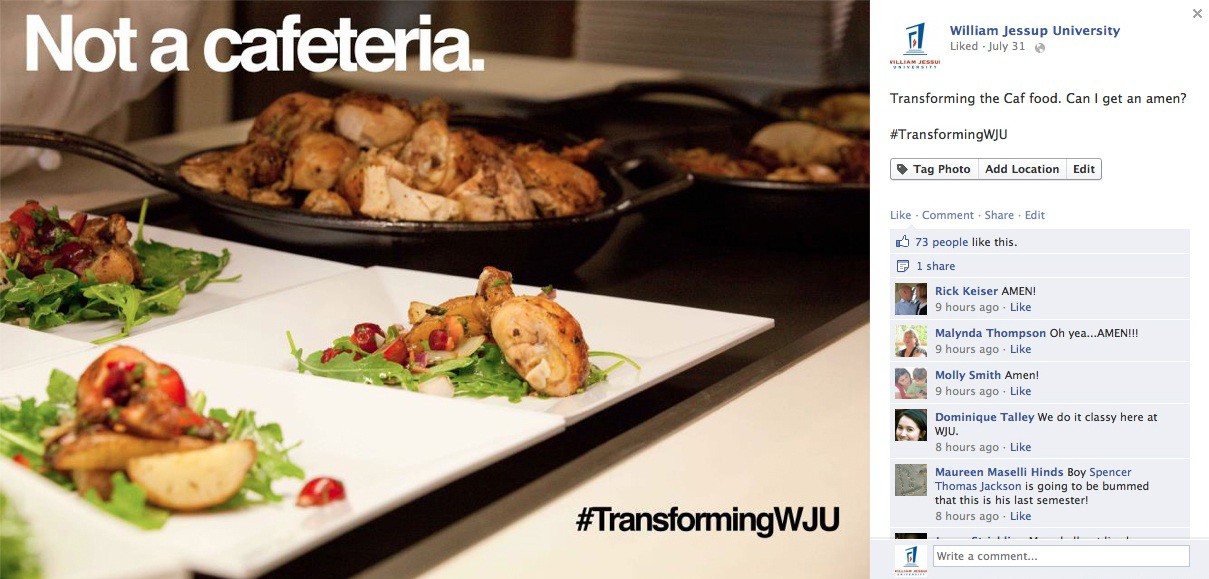 Not a cafeteria.
#TransformingWJU
William Jessup University
Liked · July 31
WILLIAM JESSUP
UNIVERSITY
Transforming the Caf food. Can I get an amen?
#TransformingWJU
Tag Photo Add Location Edit
Like · Comment · Share · Edit
73 people like this.
1 share
Rick Keiser AMEN!
9 hours ago · Like
Malynda Thompson Oh yea...AMEN!!!
9 hours ago · Like
Molly Smith Amen!
9 hours ago · Like
Dominique Talley We do it classy here at
WJU.
8 hours ago · Like
Maureen Maselli Hinds Boy Spencer
Thomas Jackson is going to be bummed
that this is his last semester!
8 hours ago · Like
Write a comment...